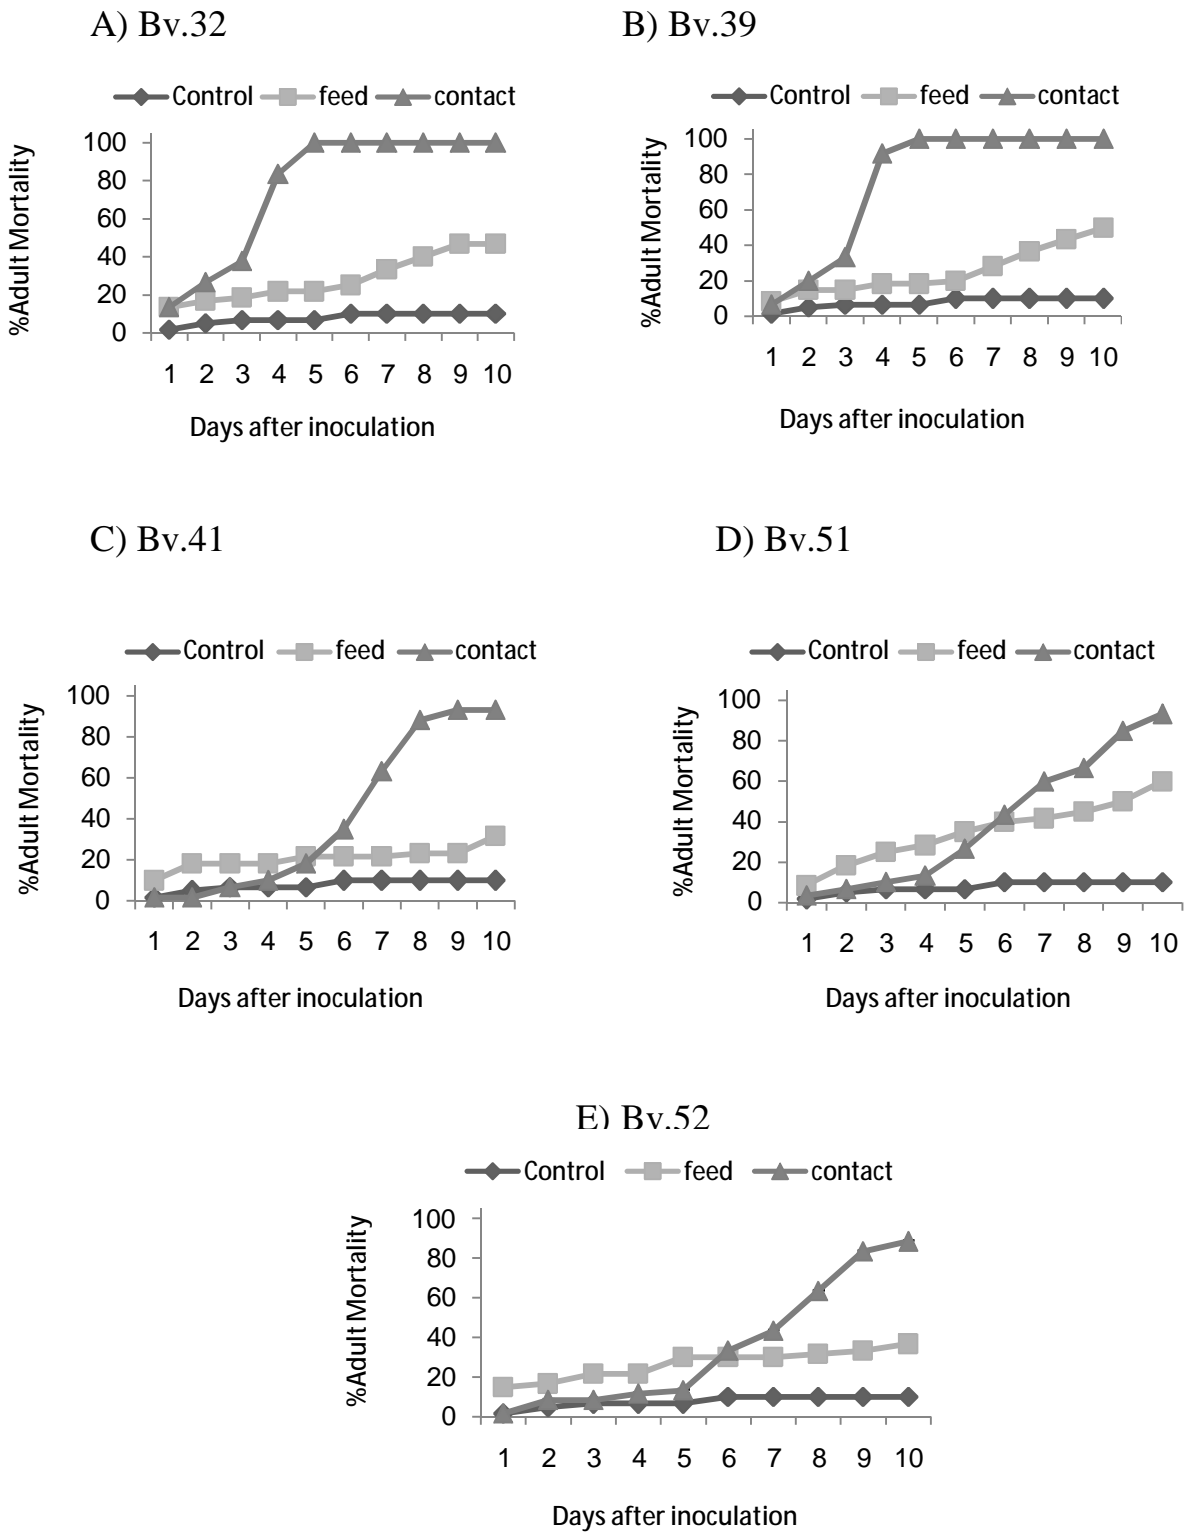 A) Bv.32
Control feed contact
%Adult Mortality
100
80
60
40
20
0
1 2 3 4 5 6 7 8 9 10
Days after inoculation
B) Bv.39
Control feed contact
%Adult Mortality
100
80
60
40
20
0
1 2 3 4 5 6 7 8 9 10
Days after inoculation
C) Bv.41
Control feed contact
%Adult Mortality
100
80
60
40
20
0
1 2 3 4 5 6 7 8 9 10
Days after inoculation
D) Bv.51
Control feed contact
%Adult Mortality
100
80
60
40
20
0
1 2 3 4 5 6 7 8 9 10
Days after inoculation
E) Bv.52
Control feed contact
%Adult Mortality
100
80
60
40
20
0
1 2 3 4 5 6 7 8 9 10
Days after inoculation